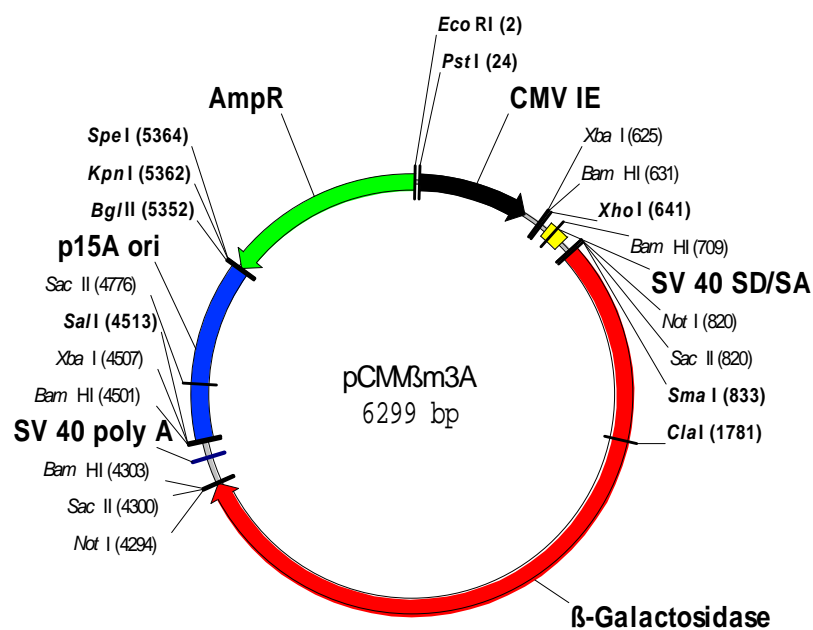 Eco RI (2)
Pst I (24)
AmpR
CMV IE
Spe I (5364)
Kpn I (5362)
Bgl II (5352)
p15A ori
Sac II (4776)
Sal I (4513)
Xba I (4507)
Bam HI (4501)
SV 40 poly A
Bam HI (4303)
Sac II (4300)
Not I (4294)
Xba I (625)
Bam HI (631)
Xho I (641)
Bam HI (709)
SV 40 SD/SA
Not I (820)
Sac II (820)
Sma I (833)
Cla I (1781)
pCMVßm3A
6299 bp
ß-Galactosidase